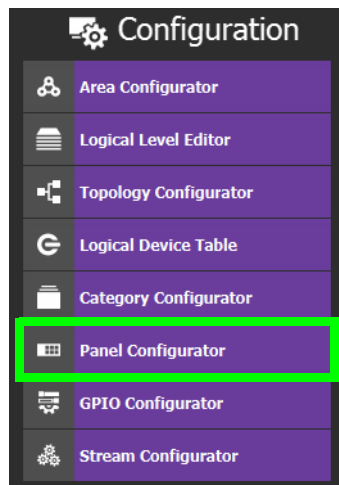 Configuration
Area Configurator
Logical Level Editor
Topology Configurator
Logical Device Table
Category Configurator
Panel Configurator
GPIO Configurator
Stream Configurator